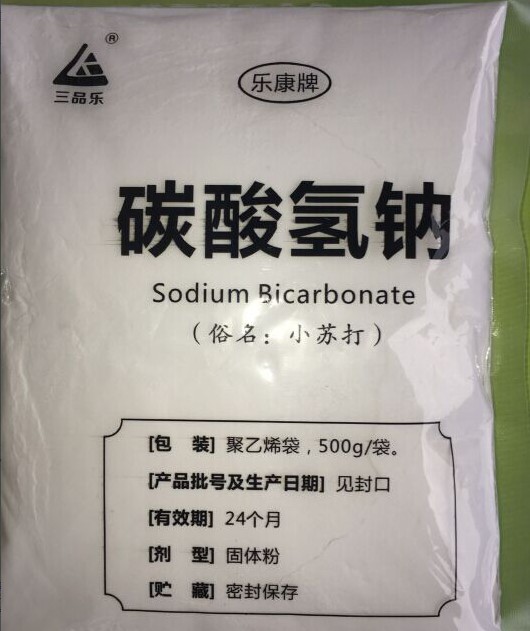 ®
三品乐
乐康牌
碳酸氢钠
Sodium Bicarbonate
（俗名：小苏打）
[包 装] 聚乙烯袋，500g/袋。
[产品批号及生产日期] 见封口
[有效期] 24个月
[剂 型] 固体粉
[贮 藏] 密封保存